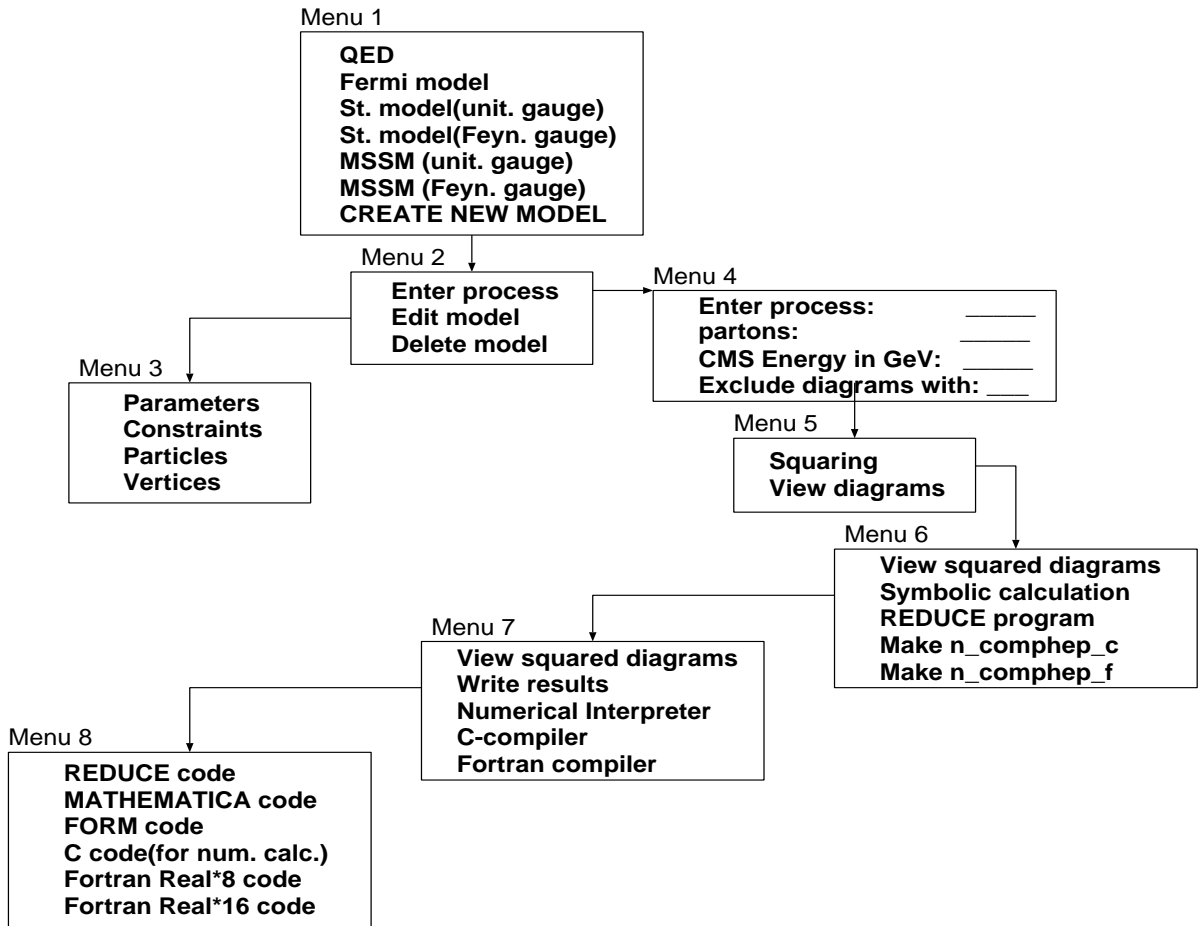 Menu 1
QED
Fermi model
St. model(unit. gauge)
St. model(Feyn. gauge)
MSSM (unit. gauge)
MSSM (Feyn. gauge)
CREATE NEW MODEL
Menu 2
Enter process
Edit model
Delete model
Menu 3
Parameters
Constraints
Particles
Vertices
Menu 4
Enter process: _____
partons: _____
CMS Energy in GeV: _____
Exclude diagrams with: ___
Menu 5
Squaring
View diagrams
Menu 6
View squared diagrams
Symbolic calculation
REDUCE program
Make n_comphep_c
Make n_comphep_f
Menu 7
View squared diagrams
Write results
Numerical Interpreter
C-compiler
Fortran compiler
Menu 8
REDUCE code
MATHEMATICA code
FORM code
C code(for num. calc.)
Fortran Real*8 code
Fortran Real*16 code